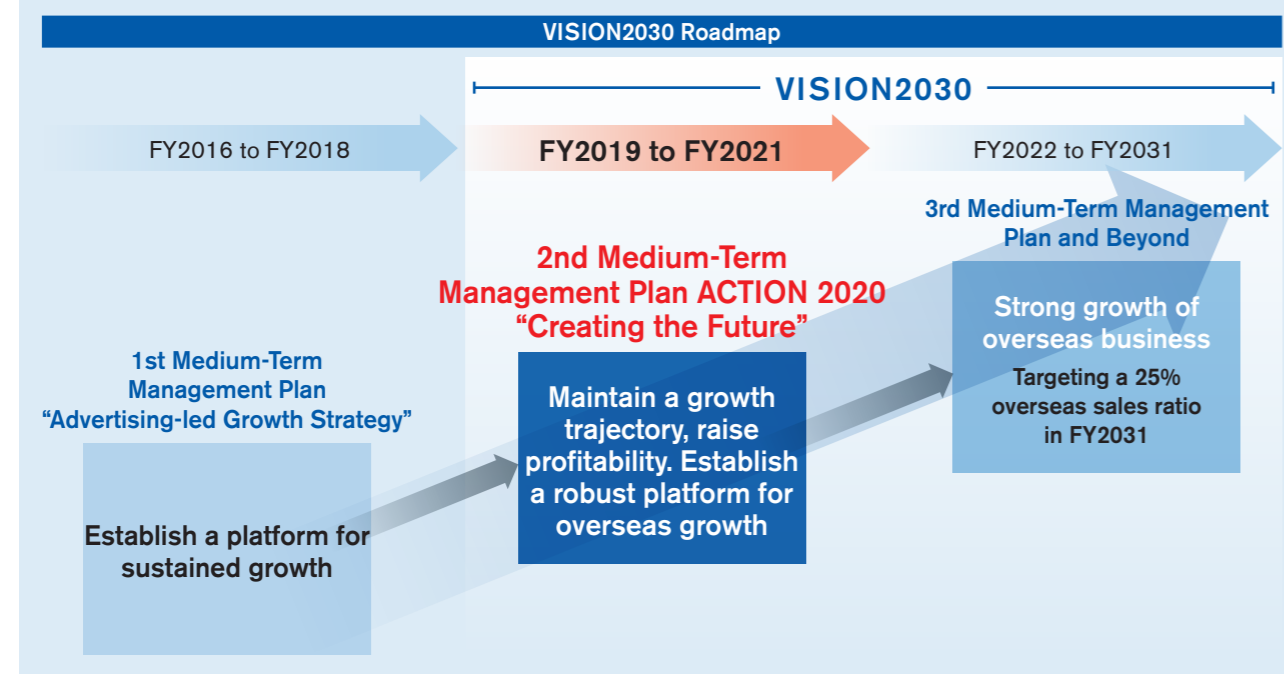 VISION2030 Roadmap
VISION2030
FY2016 to FY2018
FY2019 to FY2021
FY2022 to FY2031
1st Medium-Term
Management Plan
“Advertising-led Growth Strategy”
Establish a platform for
sustained growth
2nd Medium-Term
Management Plan ACTION 2020
“Creating the Future”
Maintain a growth
trajectory, raise
profitability. Establish
a robust platform for
overseas growth
3rd Medium-Term Management
Plan and Beyond
Strong growth of
overseas business
Targeting a 25%
overseas sales ratio
in FY2031